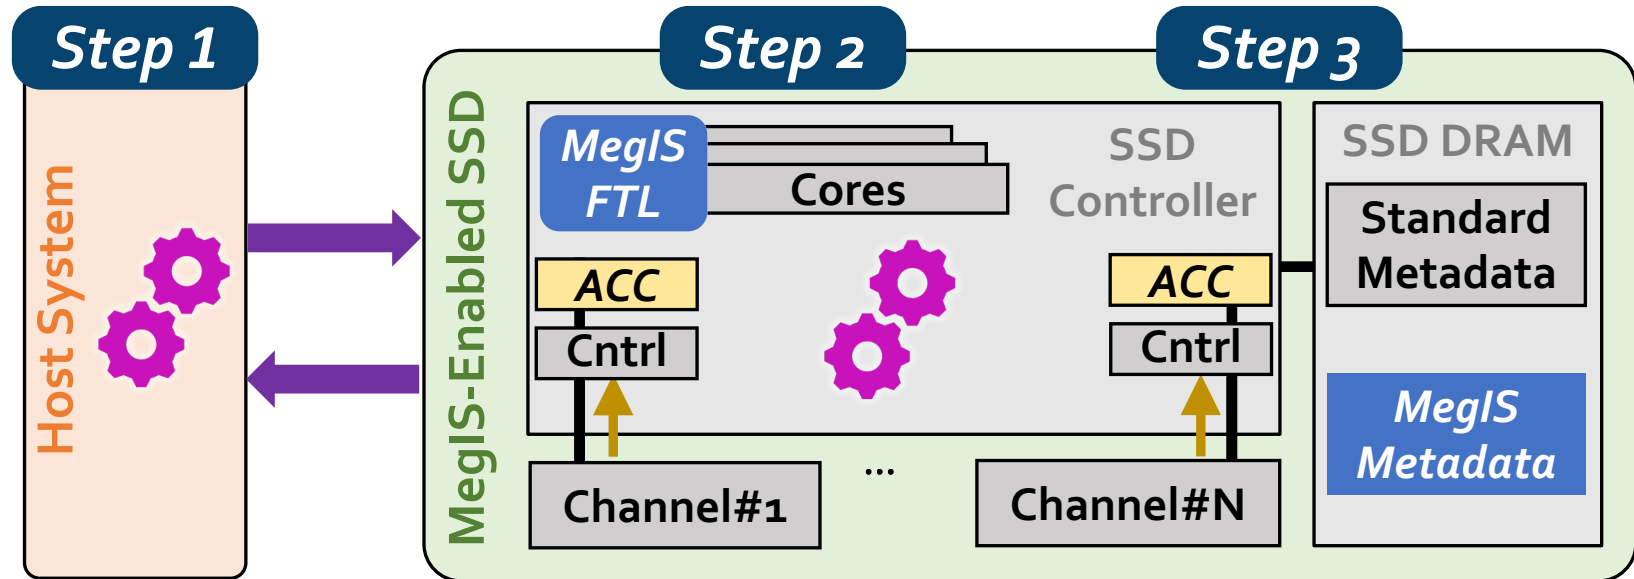 Step 1
Step 2
Step 3
Host System
MegIS-Enabled SSD
MegIS
FTL
Cores
SSD
Controller
ACC
Cntrl
ACC
Cntrl
Channel#1
...
Channel#N
SSD DRAM
Standard
Metadata
MegIS
Metadata